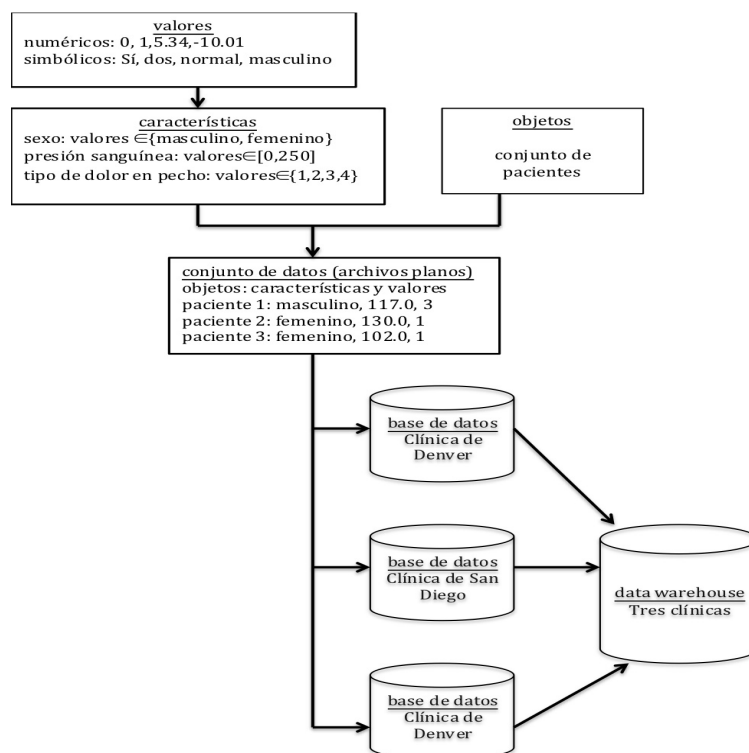 valores
numéricos: 0, 1,5.34,-10.01
simbólicos: Sí, dos, normal, masculino
características
sexo: valores ∈{masculino, femenino}
presión sanguínea: valores∈[0,250]
tipo de dolor en pecho: valores∈{1,2,3,4}
objetos
conjunto de
pacientes
conjunto de datos (archivos planos)
objetos: características y valores
paciente 1: masculino, 117.0, 3
paciente 2: femenino, 130.0, 1
paciente 3: femenino, 102.0, 1
base de datos
Clínica de
Denver
base de datos
Clínica de San
Diego
data warehouse
Tres clínicas
base de datos
Clínica de
Denver